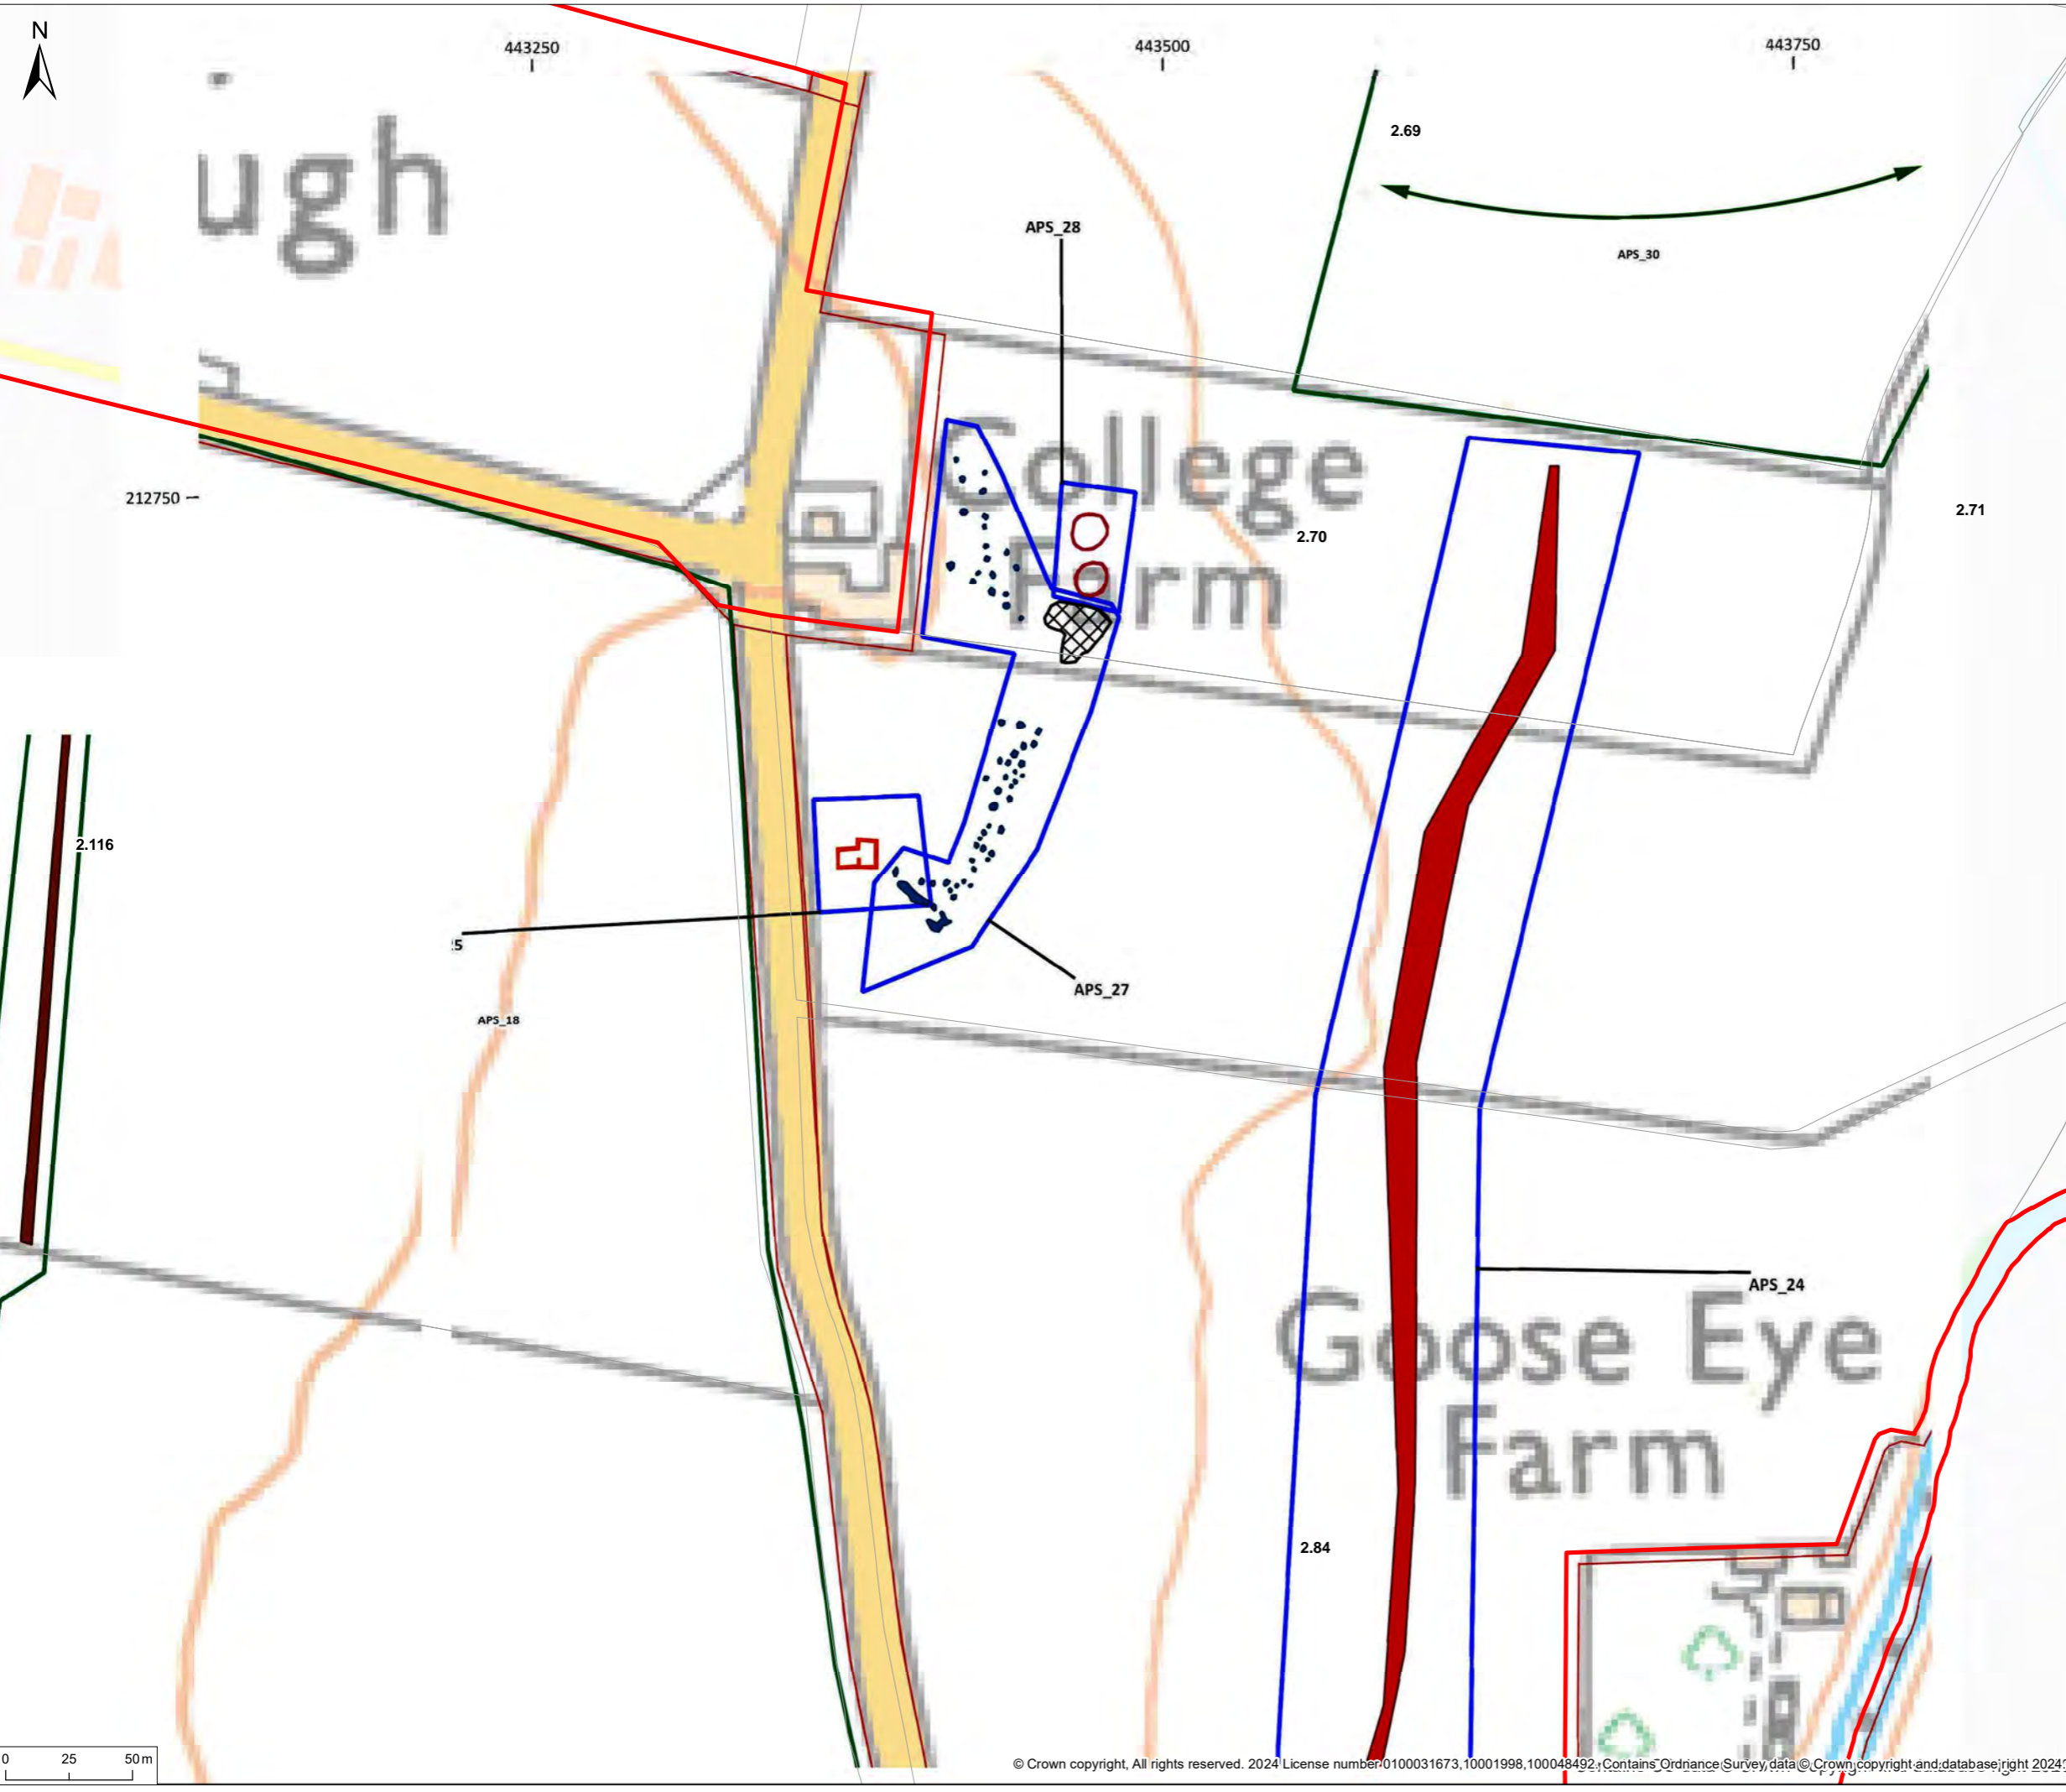 N
443250
443500
443750
2.69
ugh
APS_28
APS_30
College
212750
2.70
2.71
Farm
2.116
5
APS_27
APS_18
APS_24
Goose Eye
Farm
2.84
0 25 50 m
© Crown copyright, All rights reserved. 2024 License number 0100031673,10001998,100048492. Contains Ordnance Survey data © Crown copyright and database right 2024